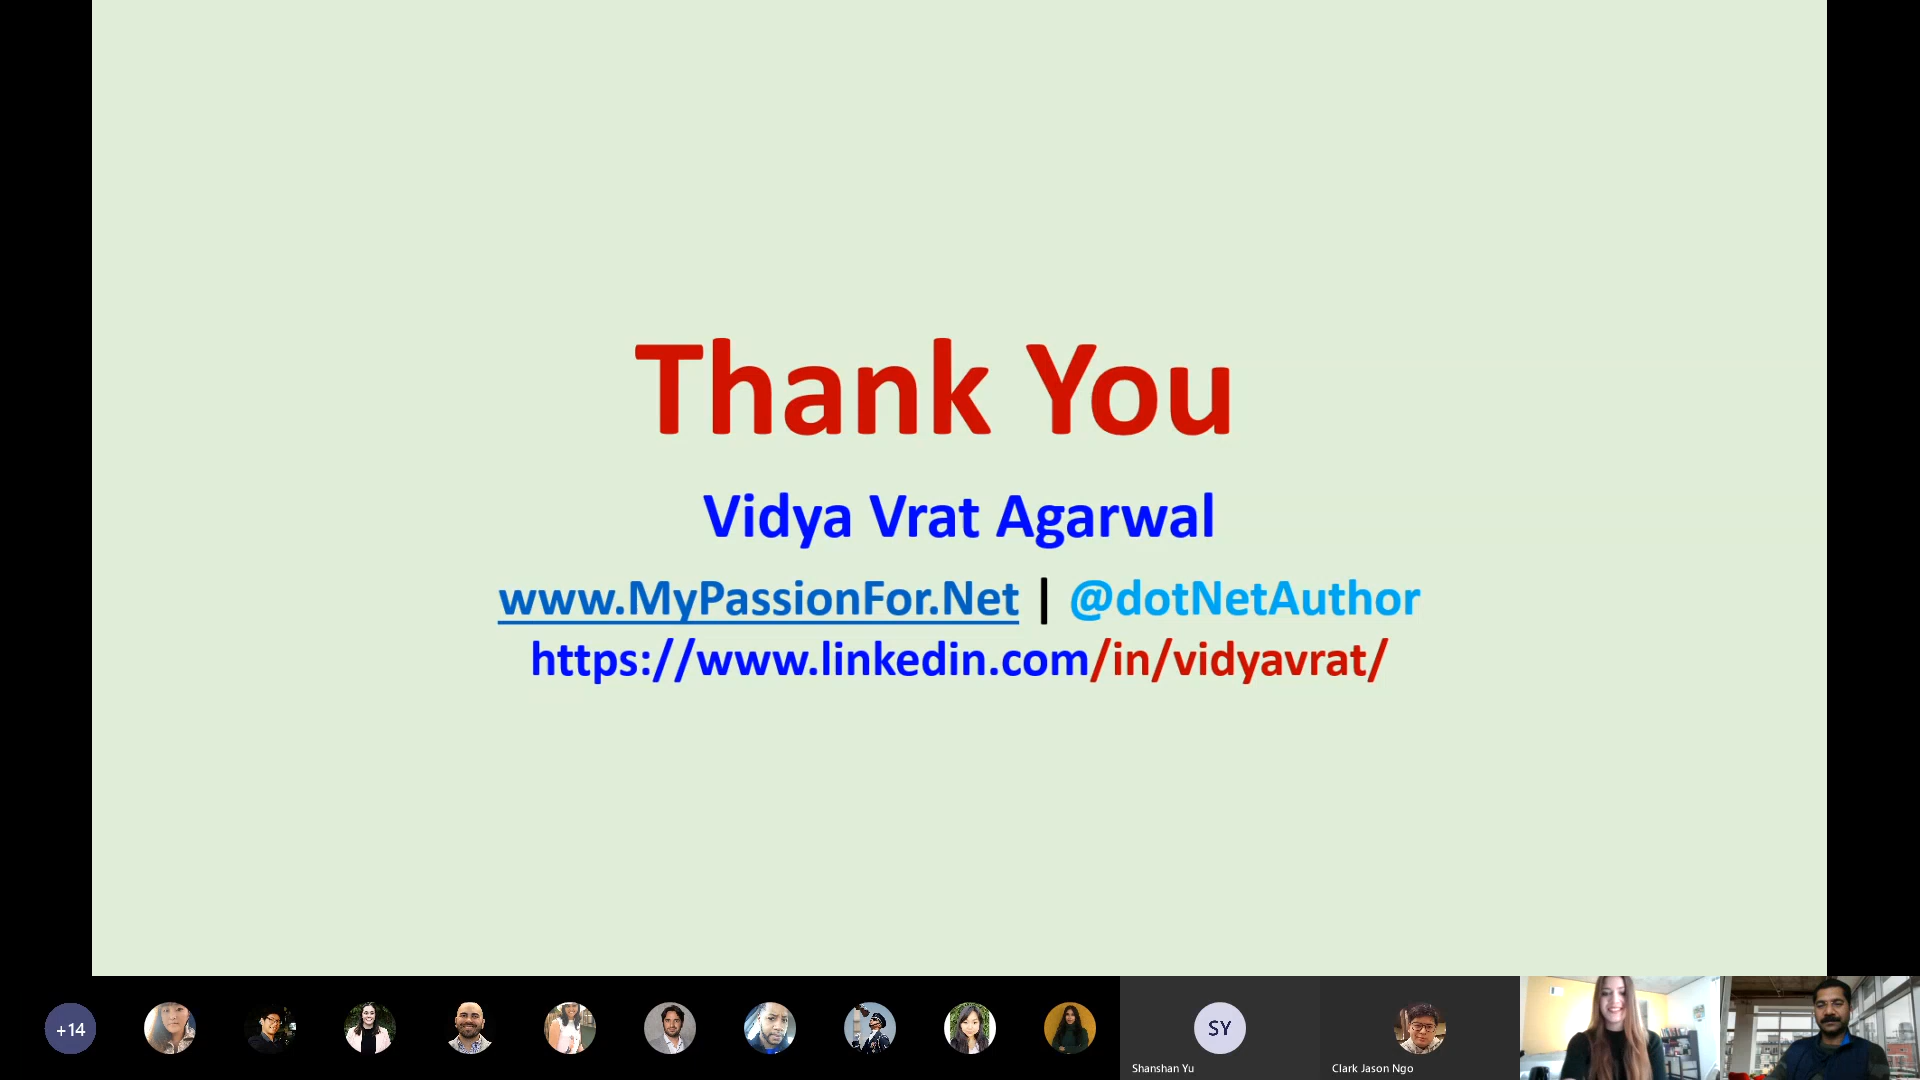 Thank You
Vidya Vrat Agarwal
www.MyPassionFor.Net | @dotNetAuthor
https://www.linkedin.com/in/vidyavrat/
+14
SY
Shanshan Yu
Clark Jason Ngo